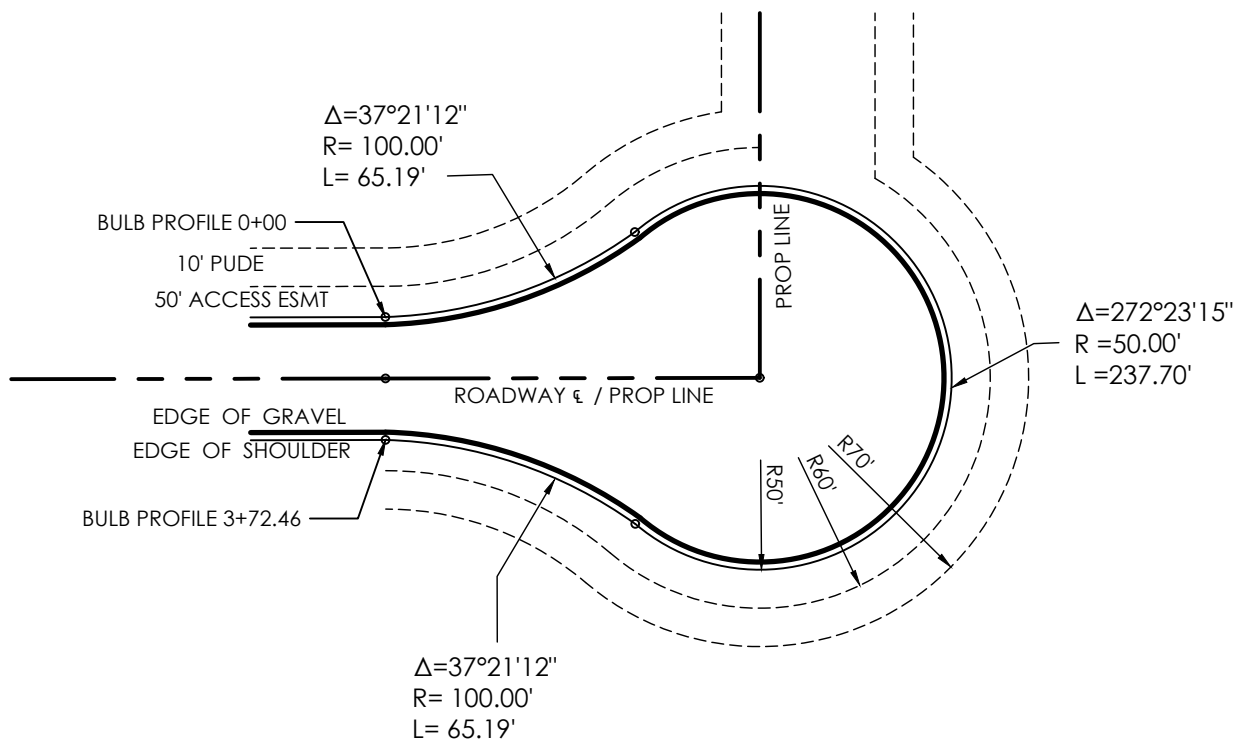 Δ=37°21'12"
R= 100.00'
L= 65.19'
BULB PROFILE 0+00
10' PUDE
50' ACCESS ESMT
PROP LINE
Δ=272°23'15"
R =50.00'
L =237.70'
ROADWAY ℄ / PROP LINE
EDGE OF GRAVEL
EDGE OF SHOULDER
R50'
R60'
R70'
BULB PROFILE 3+72.46
Δ=37°21'12"
R= 100.00'
L= 65.19'